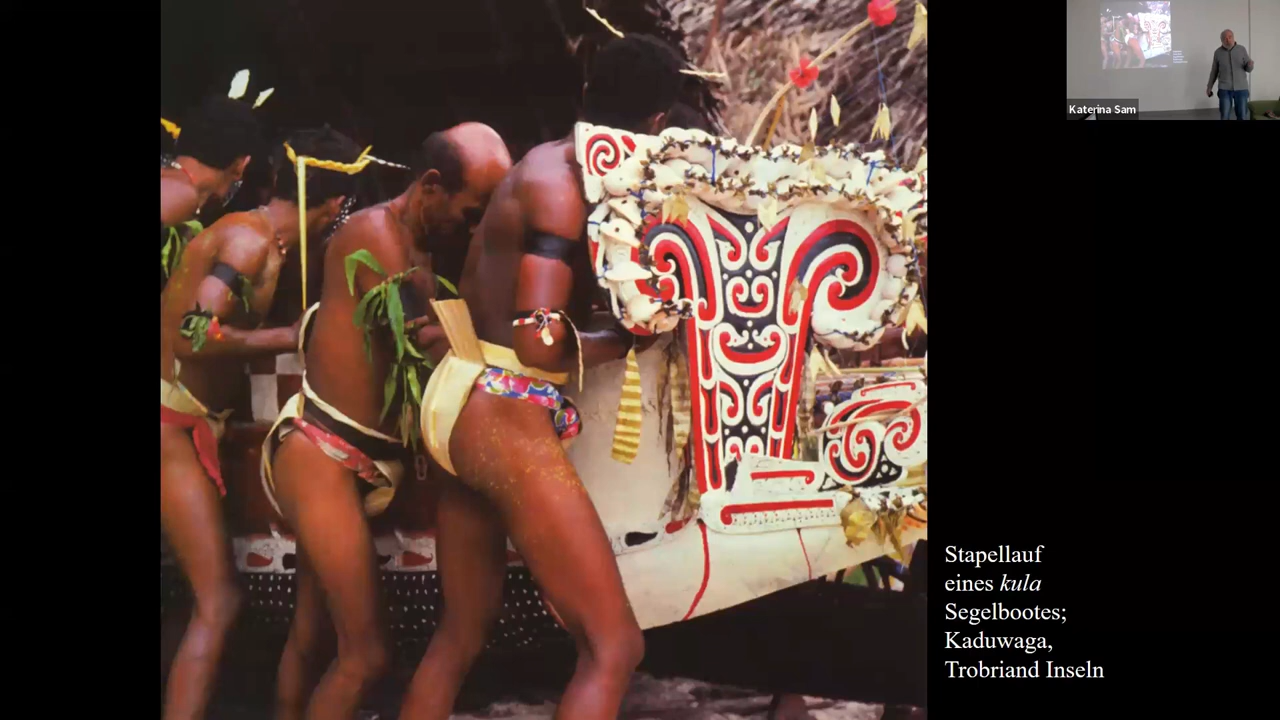 Katerina Sam
Stapellauf
eines kula
Segelbootes;
Kaduwaga,
Trobriand Inseln